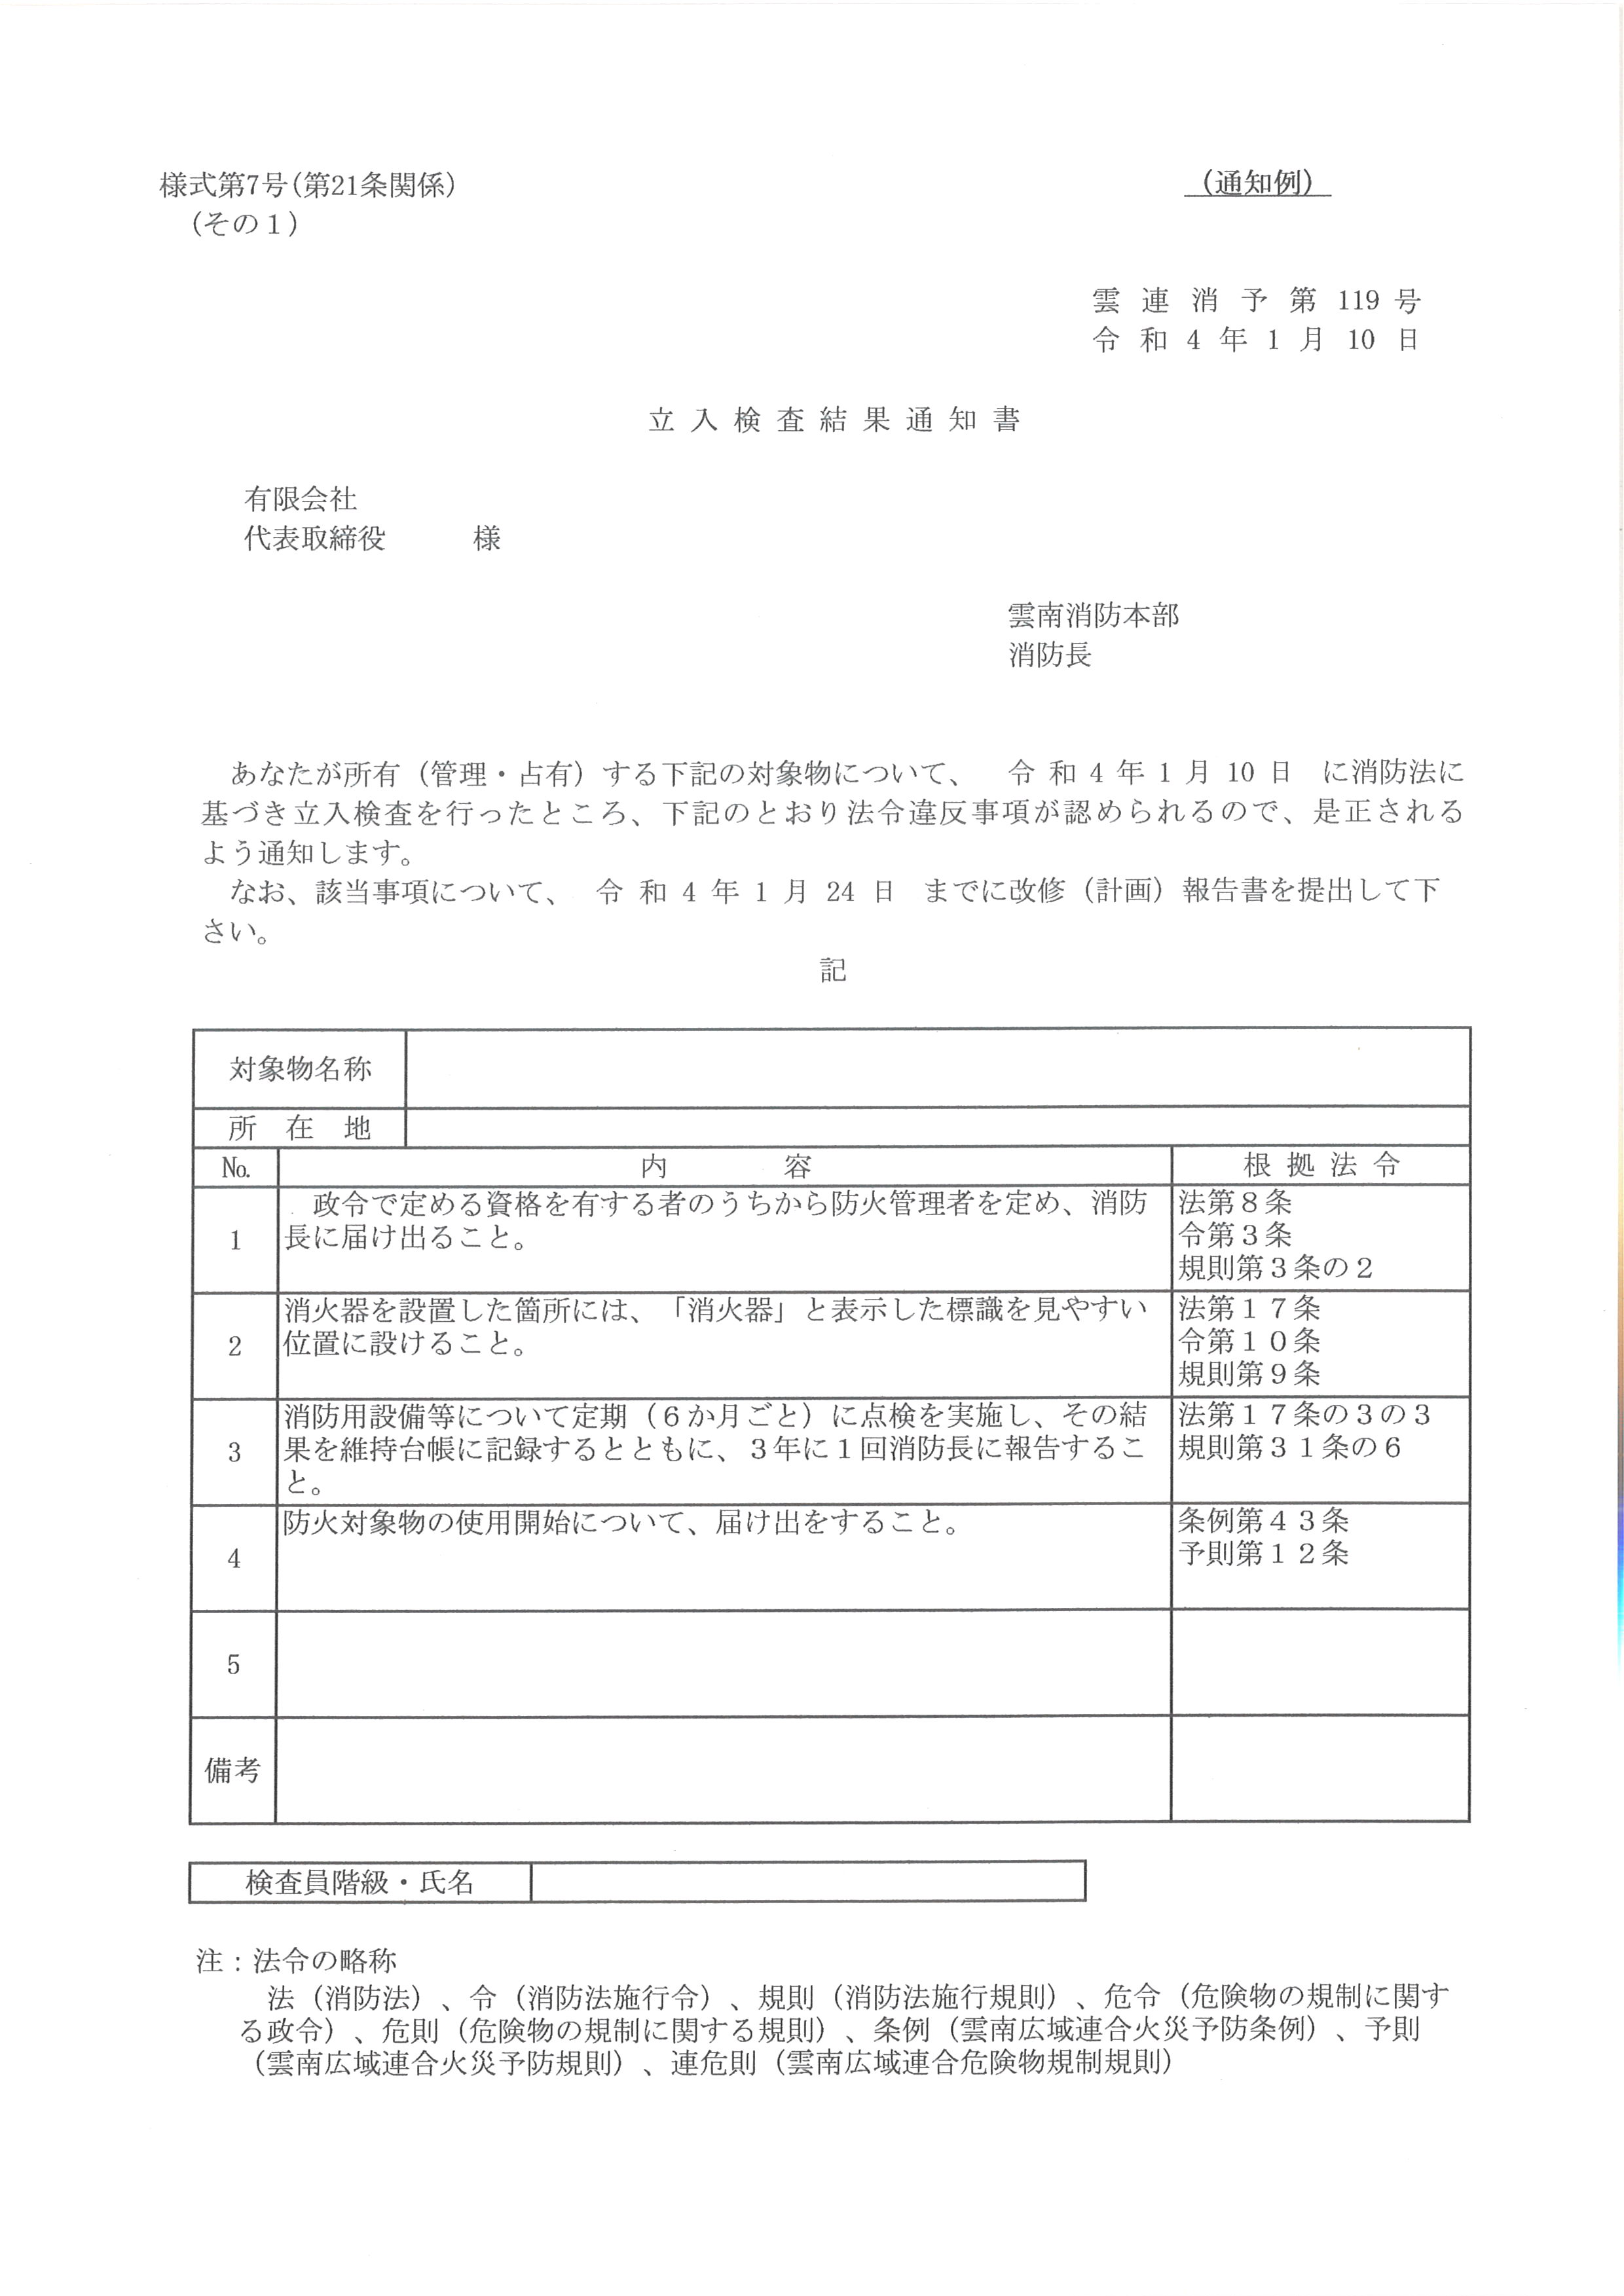 様式第7号(第21条関係)
(通知例)
(その１)
雲連消予第119号
令和4年1月10日
立入検査結果通知書
有限会社
代表取締役　　　様
雲南消防本部
消防長
あなたが所有（管理・占有）する下記の対象物について、　令和4年1月10日　に消防法に
基づき立入検査を行ったところ、下記のとおり法令違反事項が認められるので、是正される
よう通知します。
なお、該当事項について、　令和4年1月24日　までに改修（計画）報告書を提出して下
さい。
記
対象物名称
所在地
No.　内容　根拠法令
1
政令で定める資格を有する者のうちから防火管理者を定め、消防
長に届け出ること。
法第８条
令第３条
規則第３条の２
2
消火器を設置した箇所には、「消火器」と表示した標識を見やすい
位置に設けること。
法第１７条
令第１０条
規則第９条
3
消防用設備等について定期（６か月ごと）に点検を実施し、その結
果を維持台帳に記録するとともに、３年に１回消防長に報告するこ
と。
法第１７条の３の３
規則第３１条の６
4
防火対象物の使用開始について、届け出をすること。
条例第４３条
予則第１２条
5
備考
検査員階級・氏名
注：法令の略称
法（消防法）、令（消防法施行令）、規則（消防法施行規則）、危令（危険物の規制に関す
る政令）、危則（危険物の規制に関する規則）、条例（雲南広域連合火災予防条例）、予則
（雲南広域連合火災予防規則）、連危則（雲南広域連合危険物規制規則）